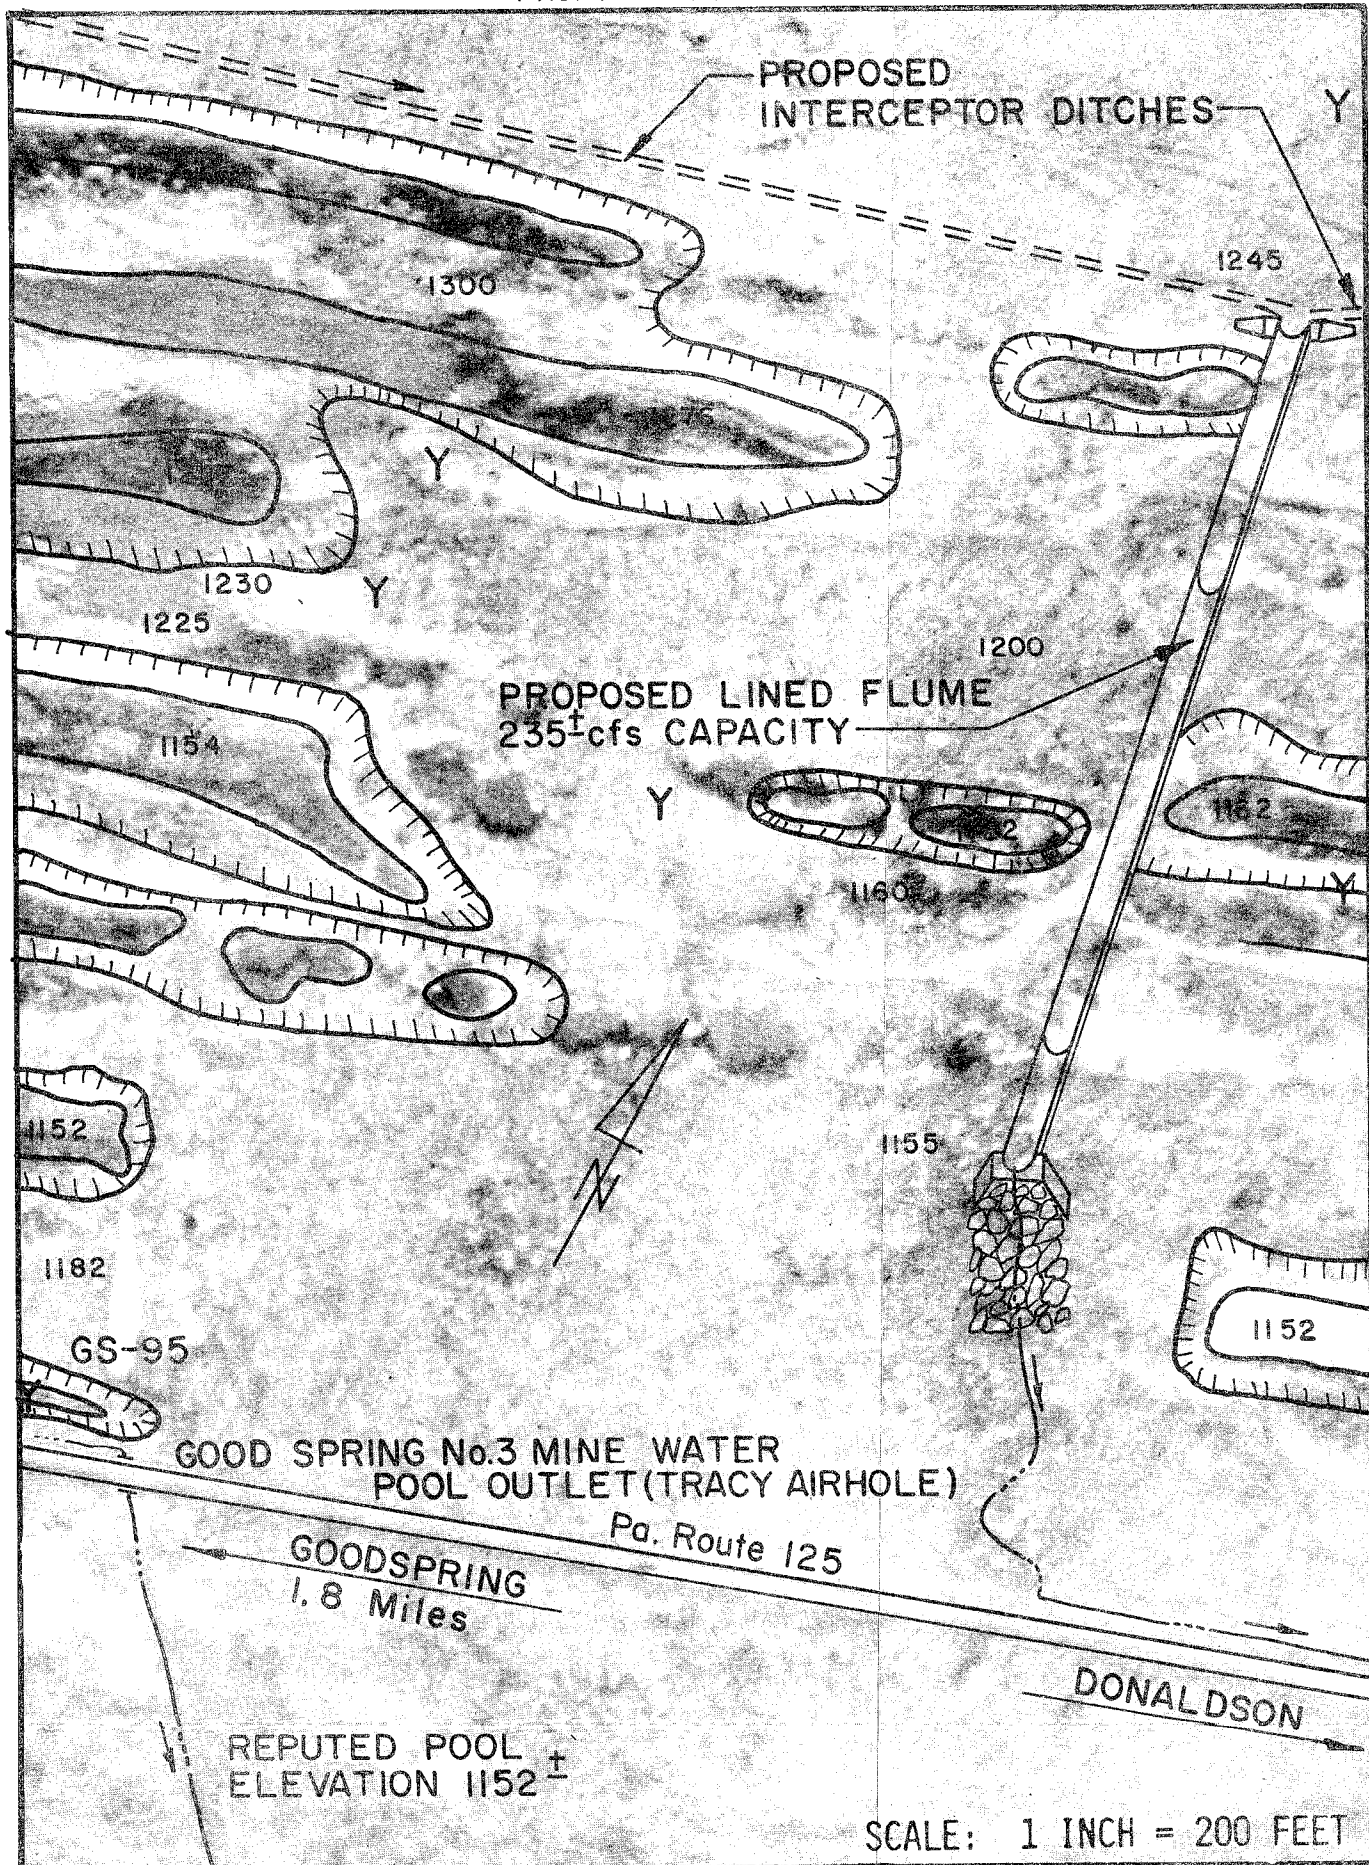 PROPOSED
INTERCEPTOR DITCHES
Y
1245
1300
Y
1230
Y
1225
1200
PROPOSED LINED FLUME
235±cfs CAPACITY
1154
Y
1152
1160
Y
1152
1155
N
1182
1152
GS-95
Y
GOOD SPRING No.3 MINE WATER
POOL OUTLET (TRACY AIRHOLE)
Pa. Route 125
GOODSPRING
1.8 Miles
DONALDSON
REPUTED POOL
ELEVATION 1152±
SCALE: 1 INCH = 200 FEET